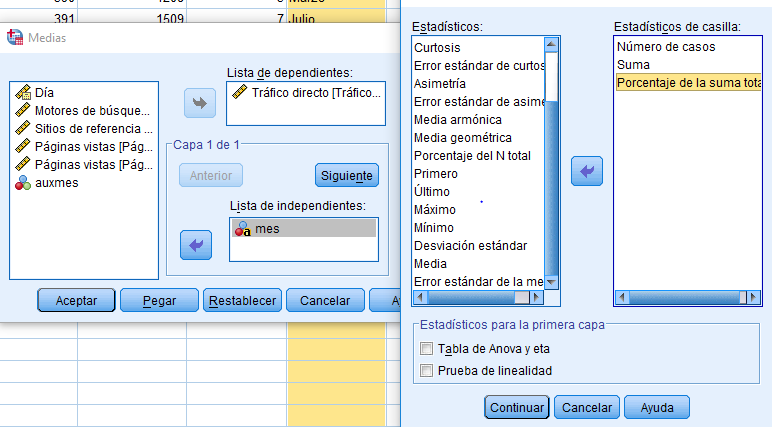 391 1509 7 Julio
Medias
Día
Motores de búsque...
Sitios de referencia ...
Páginas vistas [Pág...
Páginas vistas [Pág...
auxmes
Lista de dependientes:
Tráfico directo [Tráfico...
Capa 1 de 1
Anterior
Siguiente
Lista de independientes:
mes
Aceptar
Pegar
Restablecer
Cancelar
Estadísticos:
Curtosis
Error estándar de curtos
Asimetría
Error estándar de asime
Media armónica
Media geométrica
Porcentaje del N total
Primero
Último
Máximo
Mínimo
Desviación estándar
Media
Error estándar de la me
Estadísticos de casilla:
Número de casos
Suma
Porcentaje de la suma tota
Estadísticos para la primera capa
Tabla de Anova y eta
Prueba de linealidad
Continuar
Cancelar
Ayuda